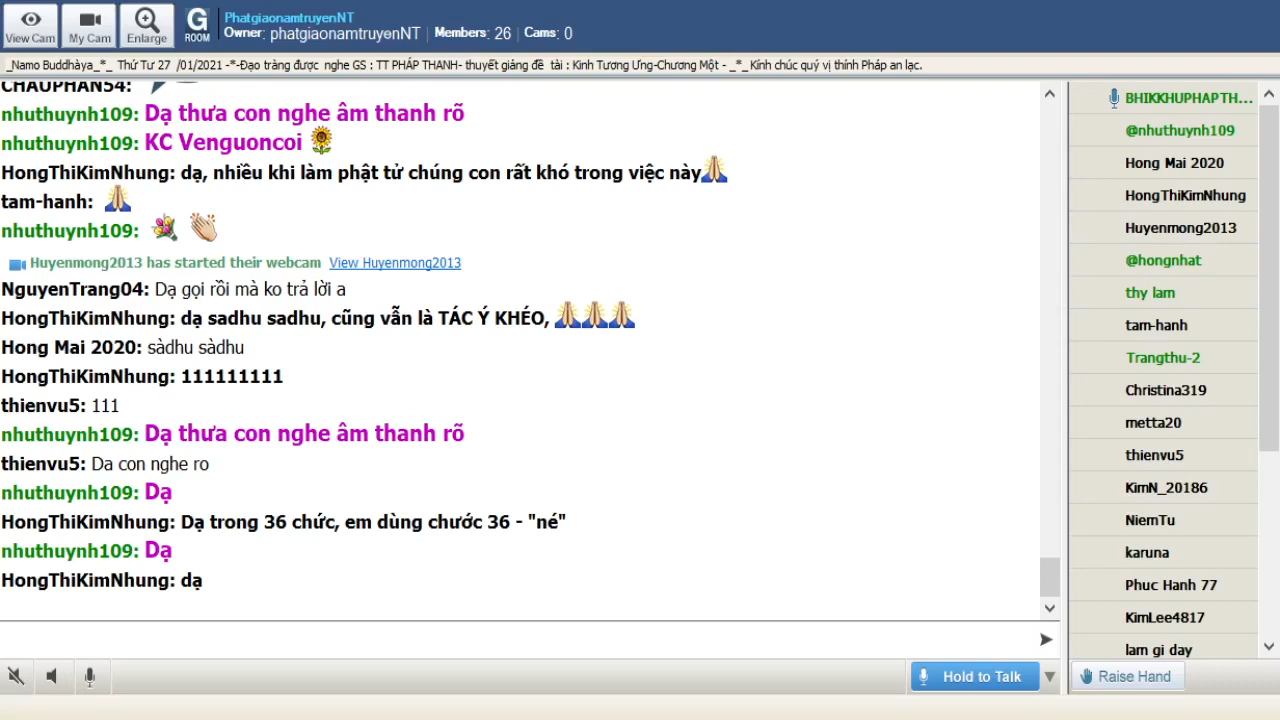 View Cam
My Cam
Enlarge
G
ROOM
PhatgiaonamtruyenNT
Owner: phatgiaonamtruyenNT | Members: 26 | Cams: 0
_Namo Buddhàya_*_ Thứ Tư 27 /01/2021 -*-Đạo tràng được nghe GS : TT PHÁP THANH- thuyết giảng đề tài : Kinh Tương Ưng-Chương Một - _*_Kính chúc quý vị thính Pháp an lạc.
CHAUPHAN54:
nhuthuynh109: Dạ thưa con nghe âm thanh rõ
nhuthuynh109: KC Venguoncoi
HongThiKimNhung: dạ, nhiều khi làm phật tử chúng con rất khó trong việc này
tam-hanh:
nhuthuynh109:
Huyenmong2013 has started their webcam View Huyenmong2013
NguyenTrang04: Dạ gọi rồi mà ko trả lời a
HongThiKimNhung: dạ sadhu sadhu, cũng vẫn là TÁC Ý KHÉO,
Hong Mai 2020: sàdhu sàdhu
HongThiKimNhung: 111111111
thienvu5: 111
nhuthuynh109: Dạ thưa con nghe âm thanh rõ
thienvu5: Da con nghe ro
nhuthuynh109: Dạ
HongThiKimNhung: Dạ trong 36 chức, em dùng chước 36 - "né"
nhuthuynh109: Dạ
HongThiKimNhung: dạ
Hold to Talk
BHIKKHUPHAPTH...
@nhuthuynh109
Hong Mai 2020
HongThiKimNhung
Huyenmong2013
@hongnhat
thy lam
tam-hanh
Trangthu-2
Christina319
metta20
thienvu5
KimN_20186
NiemTu
karuna
Phuc Hanh 77
KimLee4817
lam gi day
Raise Hand